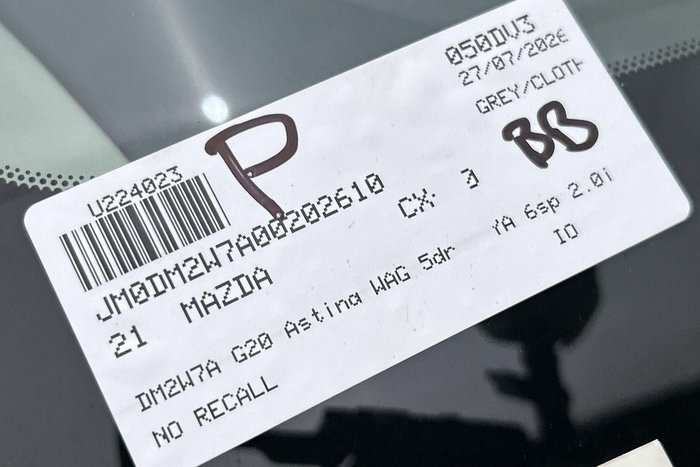 050DV3
27/07/2026
GREY/CLOTH
U224023
P
BB
JM0DM2W7A00202610
21 MAZDA CX 3
DM2W7A G20 Astina WAG 5dr YA 6sp 2.0i
NO RECALL IO